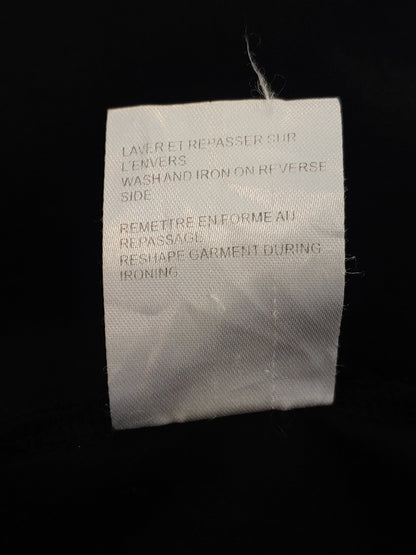 LAVER ET REPASSER SUR
L'ENVERS
WASH AND IRON ON REVERSE
SIDE
REMETTRE EN FORME AU
REPASSAGE
RESHAPE GARMENT DURING
IRONING